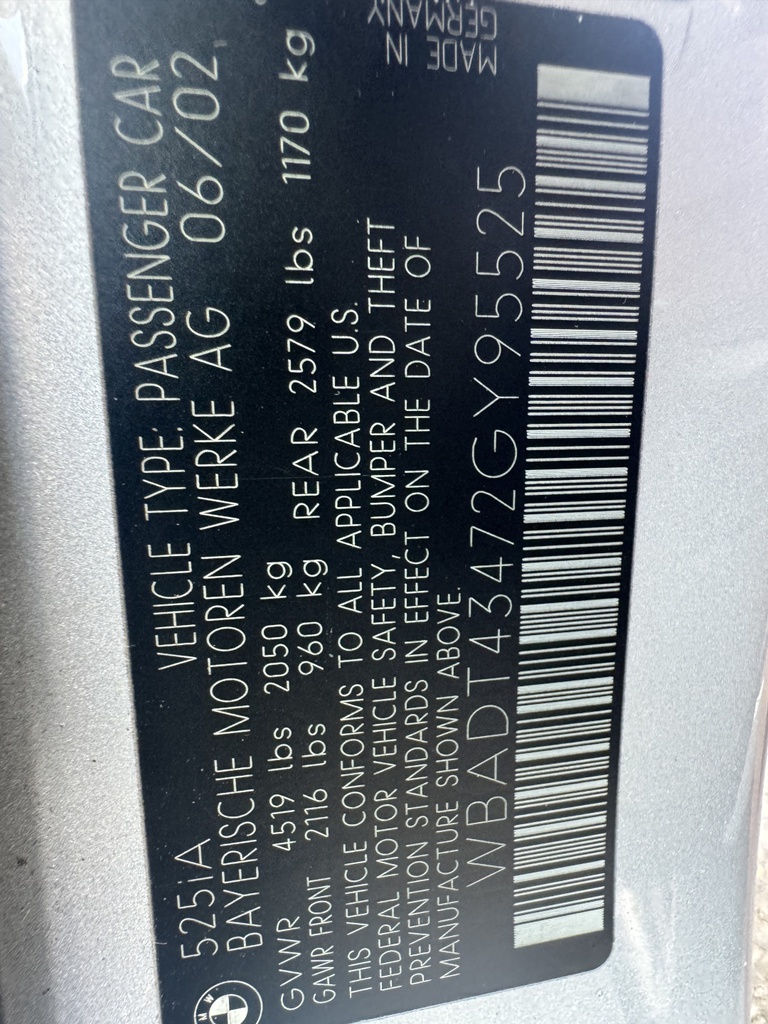 525iA VEHICLE TYPE: PASSENGER CAR
BAYERISCHE MOTOREN WERKE AG 06/02
GVWR 4519 lbs 2050 kg
GAWR FRONT 2116 lbs 960 kg REAR 2579 lbs 1170 kg
THIS VEHICLE CONFORMS TO ALL APPLICABLE U.S.
FEDERAL MOTOR VEHICLE SAFETY, BUMPER AND THEFT
PREVENTION STANDARDS IN EFFECT ON THE DATE OF
MANUFACTURE SHOWN ABOVE.
WBADT43472GY95525
MADE IN
GERMANY